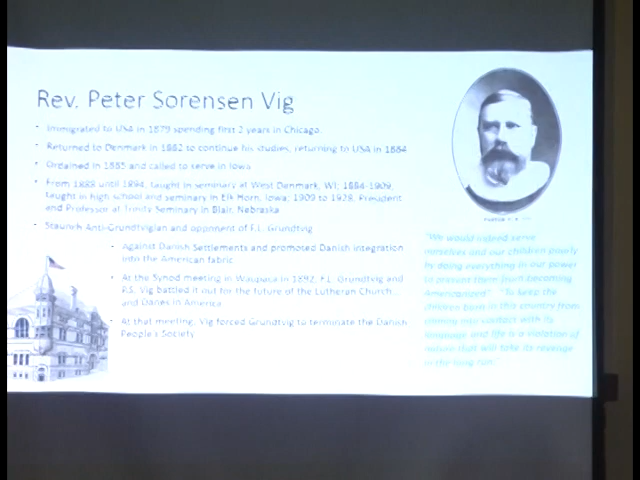 Rev. Peter Sorensen Vig
- Immigrated to USA in 1879 spending first 2 years in Chicago.
- Returned to Denmark in 1882 to continue his studies, returning to USA in 1884
- Ordained in 1885 and called to serve in Iowa
- From 1888 until 1894, taught in seminary at West Denmark, WI; 1894-1909,
taught in high school and seminary in Elk Horn, Iowa; 1909 to 1928, President
and Professor at Trinity Seminary in Blair, Nebraska
- Staunch Anti-Grundtvigian and opponent of F.L. Grundtvig
- Against Danish Settlements and promoted Danish integration
into the American fabric
- At the Synod meeting in Waupaca in 1892, F.L. Grundtvig and
P.S. Vig battled it out for the future of the Lutheran Church...
and Danes in America
- At that meeting, Vig forced Grundtvig to terminate the Danish
People's Society
"We would indeed serve
ourselves and our children poorly
by doing everything in our power
to prevent them from becoming
Americanized" "To keep the
children born in this country from
coming into contact with its
language and life is a violation of
nature that will take its revenge
in the long run."